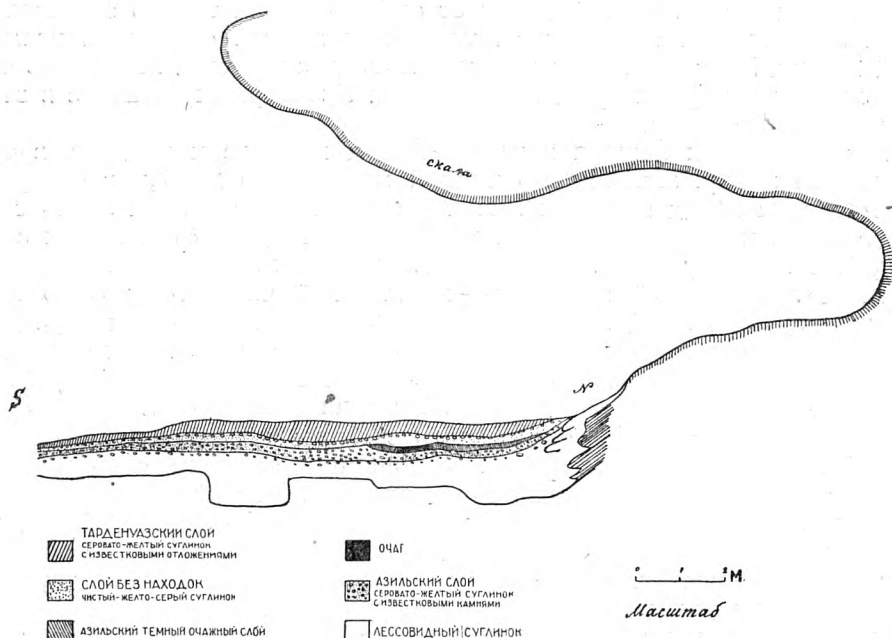 скала
S
N
ТАРДЕНУАЗСКИЙ СЛОЙ
СЕРОВАТО-ЖЕЛТЫЙ СУГЛИНОК
С ИЗВЕСТКОВЫМИ ОТЛОЖЕНИЯМИ
СЛОЙ БЕЗ НАХОДОК
ЧИСТЫЙ-ЖЕЛТО-СЕРЫЙ СУГЛИНОК
АЗИЛЬСКИЙ ТЕМНЫЙ ОЧАЖНЫЙ СЛОЙ
ОЧАГ
АЗИЛЬСКИЙ СЛОЙ
СЕРОВАТО-ЖЕЛТЫЙ СУГЛИНОК
С ИЗВЕСТКОВЫМИ КАМНЯМИ
ЛЕССОВИДНЫЙ СУГЛИНОК
0 1 2 М
Масштаб